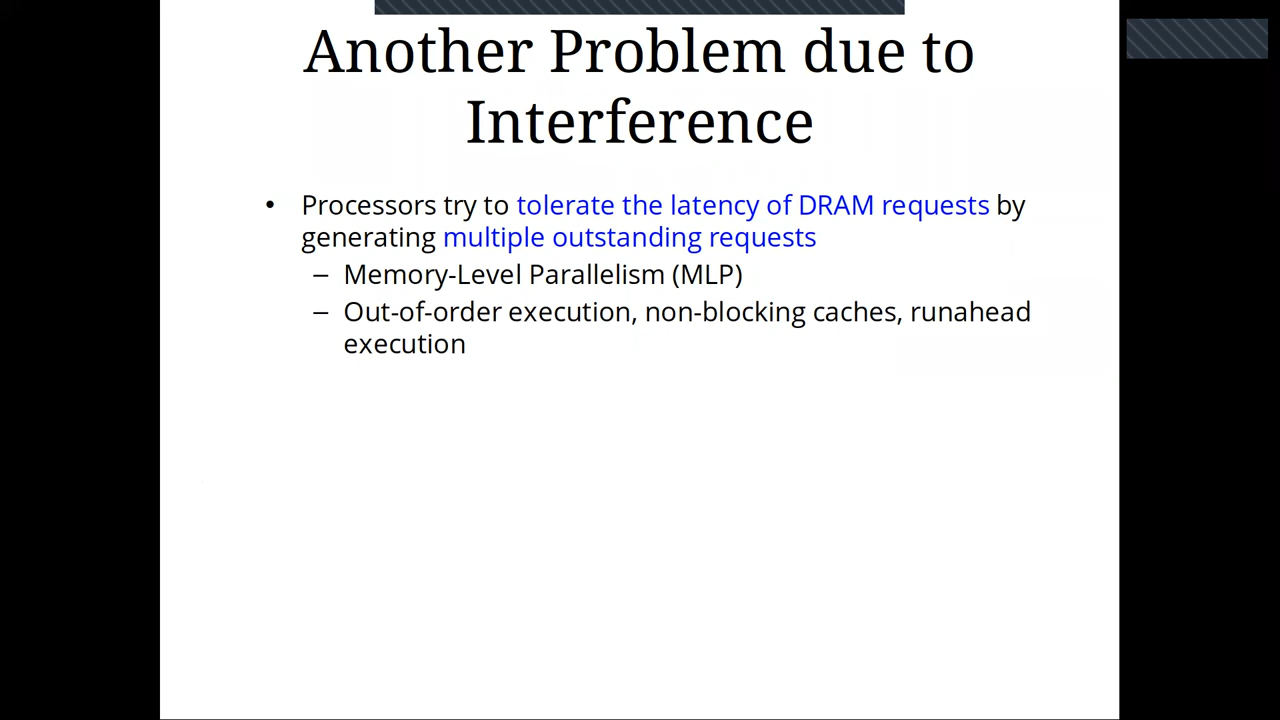 Another Problem due to
Interference
• Processors try to tolerate the latency of DRAM requests by
generating multiple outstanding requests
– Memory-Level Parallelism (MLP)
– Out-of-order execution, non-blocking caches, runahead
execution